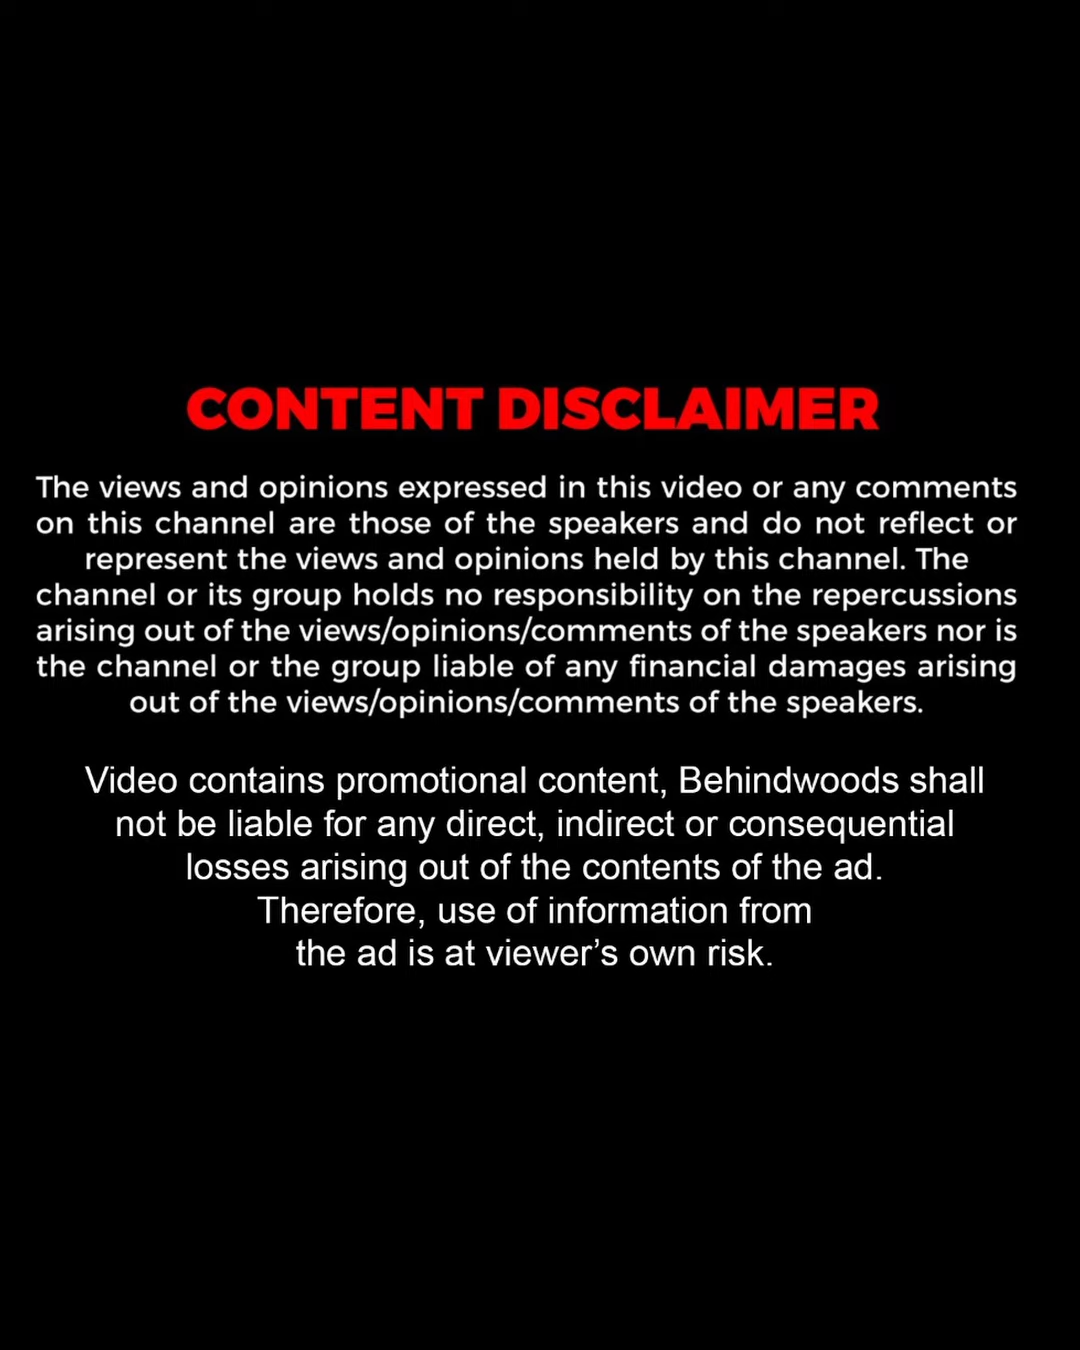 CONTENT DISCLAIMER
The views and opinions expressed in this video or any comments
on this channel are those of the speakers and do not reflect or
represent the views and opinions held by this channel. The
channel or its group holds no responsibility on the repercussions
arising out of the views/opinions/comments of the speakers nor is
the channel or the group liable of any financial damages arising
out of the views/opinions/comments of the speakers.
Video contains promotional content, Behindwoods shall
not be liable for any direct, indirect or consequential
losses arising out of the contents of the ad.
Therefore, use of information from
the ad is at viewer’s own risk.